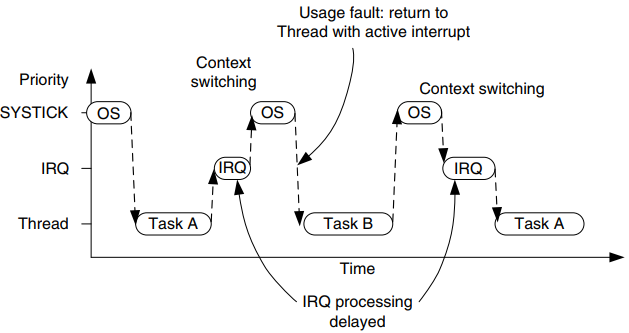 Usage fault: return to
Thread with active interrupt
Context
switching
Context switching
Priority
SYSTICK
OS
OS
OS
IRQ
IRQ
IRQ
Thread
Task A
Task B
Task A
Time
IRQ processing
delayed